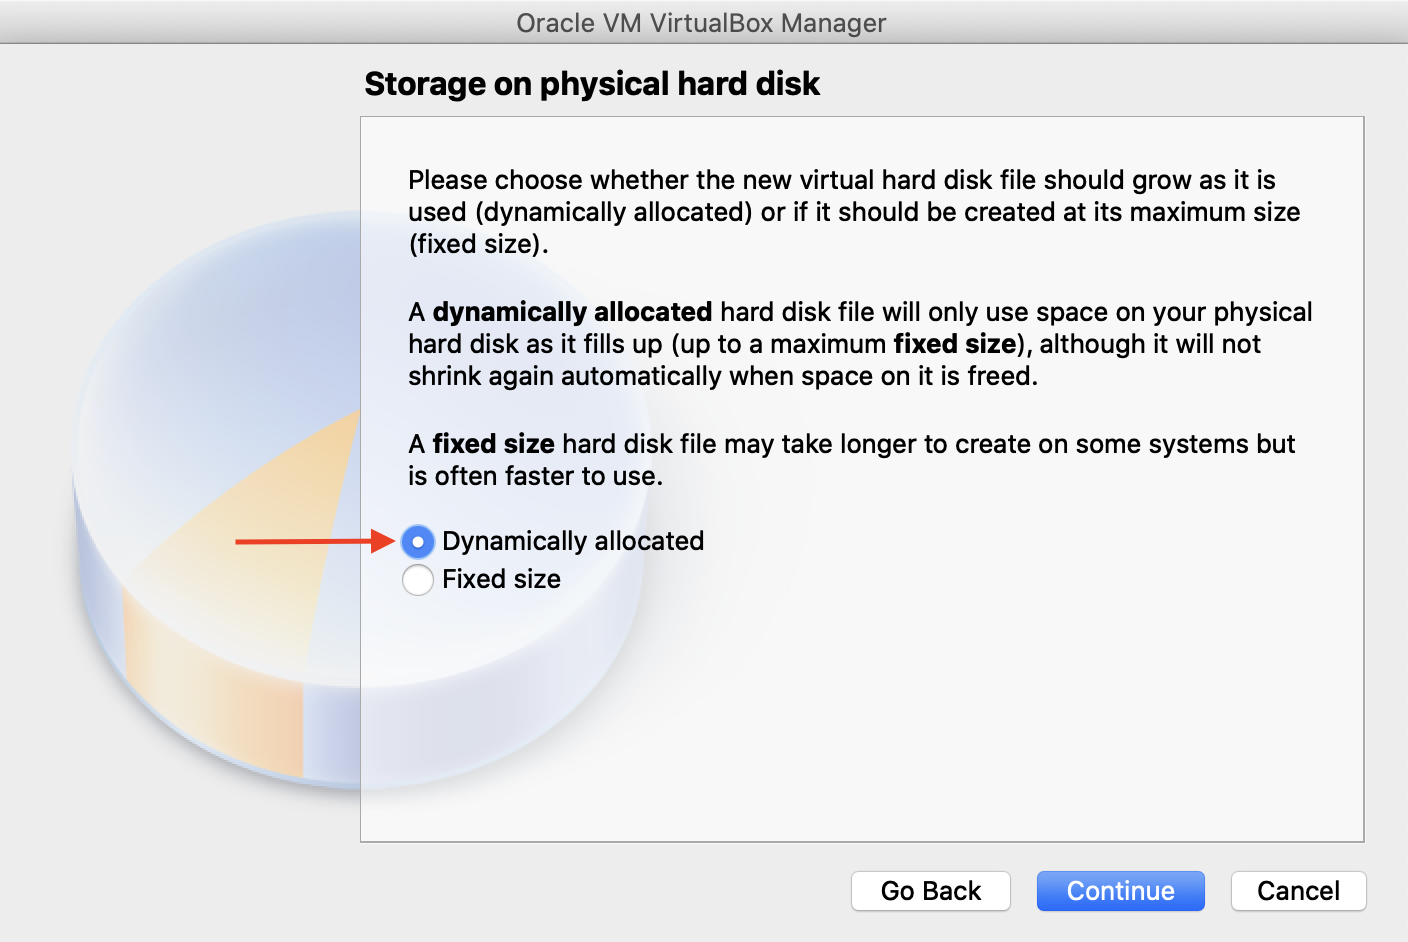 Oracle VM VirtualBox Manager
Storage on physical hard disk
Please choose whether the new virtual hard disk file should grow as it is
used (dynamically allocated) or if it should be created at its maximum size
(fixed size).
A dynamically allocated hard disk file will only use space on your physical
hard disk as it fills up (up to a maximum fixed size), although it will not
shrink again automatically when space on it is freed.
A fixed size hard disk file may take longer to create on some systems but
is often faster to use.
Dynamically allocated
Fixed size
Go Back
Continue
Cancel